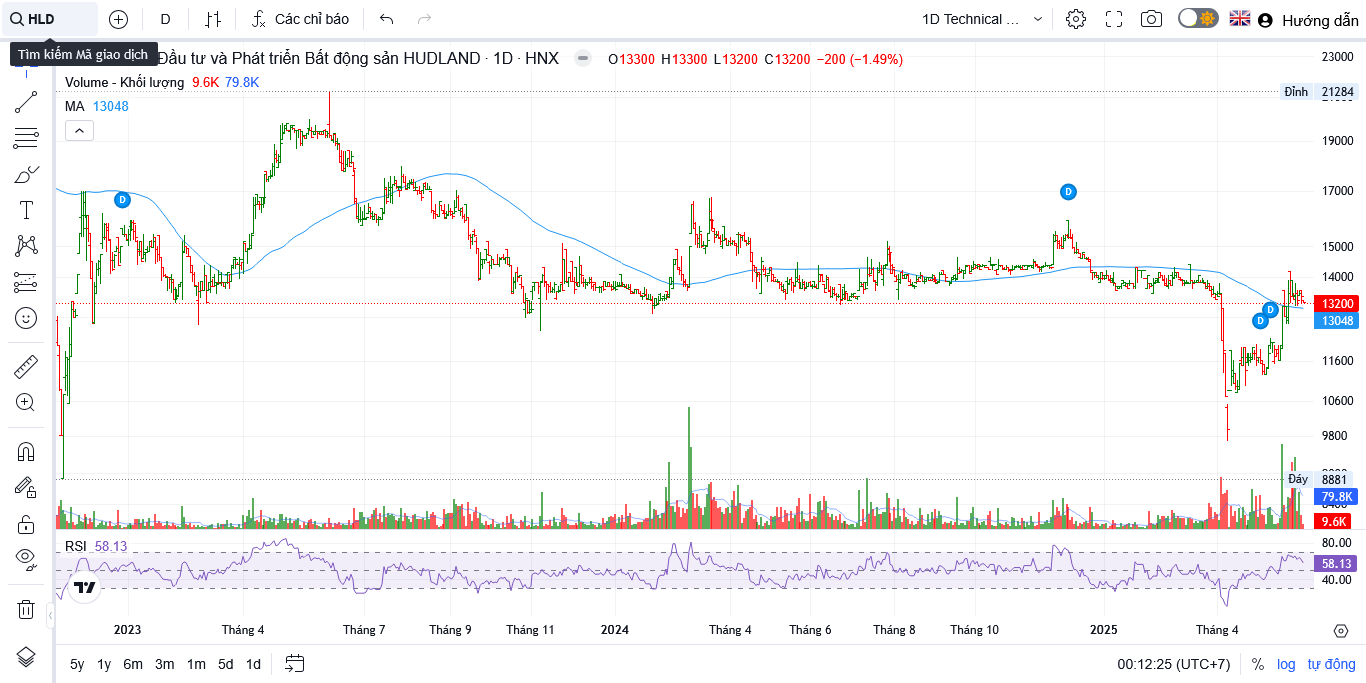 HLD
D
Các chỉ báo
1D Technical ...
Hướng dẫn
Tìm kiếm Mã giao dịch
Đầu tư và Phát triển Bất động sản HUDLAND · 1D · HNX
O13300 H13300 L13200 C13200 −200 (−1.49%)
Volume - Khối lượng 9.6K 79.8K
MA 13048
23000
Đỉnh 21284
19000
17000
15000
14000
13200
13048
11600
10600
9800
Đáy 8881
79.8K
9.6K
D
D
D
D
RSI 58.13
80.00
58.13
40.00
2023
Tháng 4
Tháng 7
Tháng 9
Tháng 11
2024
Tháng 4
Tháng 6
Tháng 8
Tháng 10
2025
Tháng 4
5y 1y 6m 3m 1m 5d 1d
00:12:25 (UTC+7)
%
log
tự động